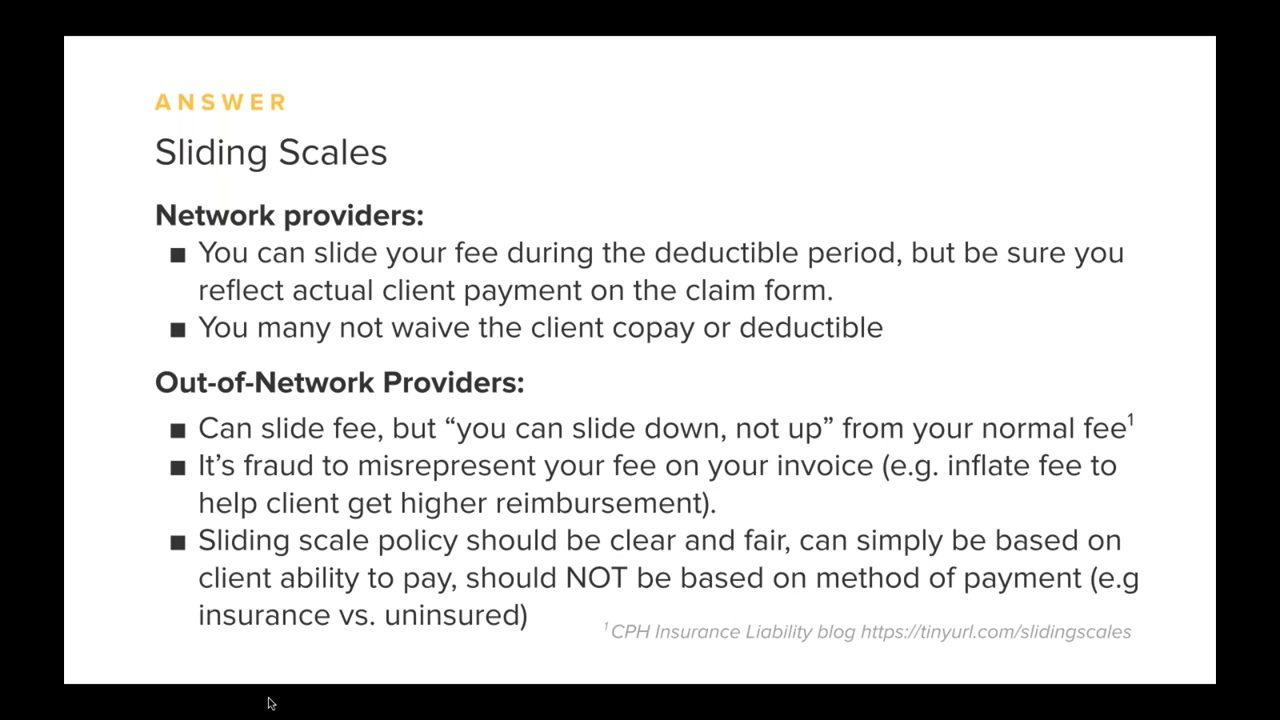 ANSWER
Sliding Scales
Network providers:
■ You can slide your fee during the deductible period, but be sure you
reflect actual client payment on the claim form.
■ You many not waive the client copay or deductible
Out-of-Network Providers:
■ Can slide fee, but “you can slide down, not up” from your normal fee¹
■ It’s fraud to misrepresent your fee on your invoice (e.g. inflate fee to
help client get higher reimbursement).
■ Sliding scale policy should be clear and fair, can simply be based on
client ability to pay, should NOT be based on method of payment (e.g
insurance vs. uninsured)
¹ CPH Insurance Liability blog https://tinyurl.com/slidingscales